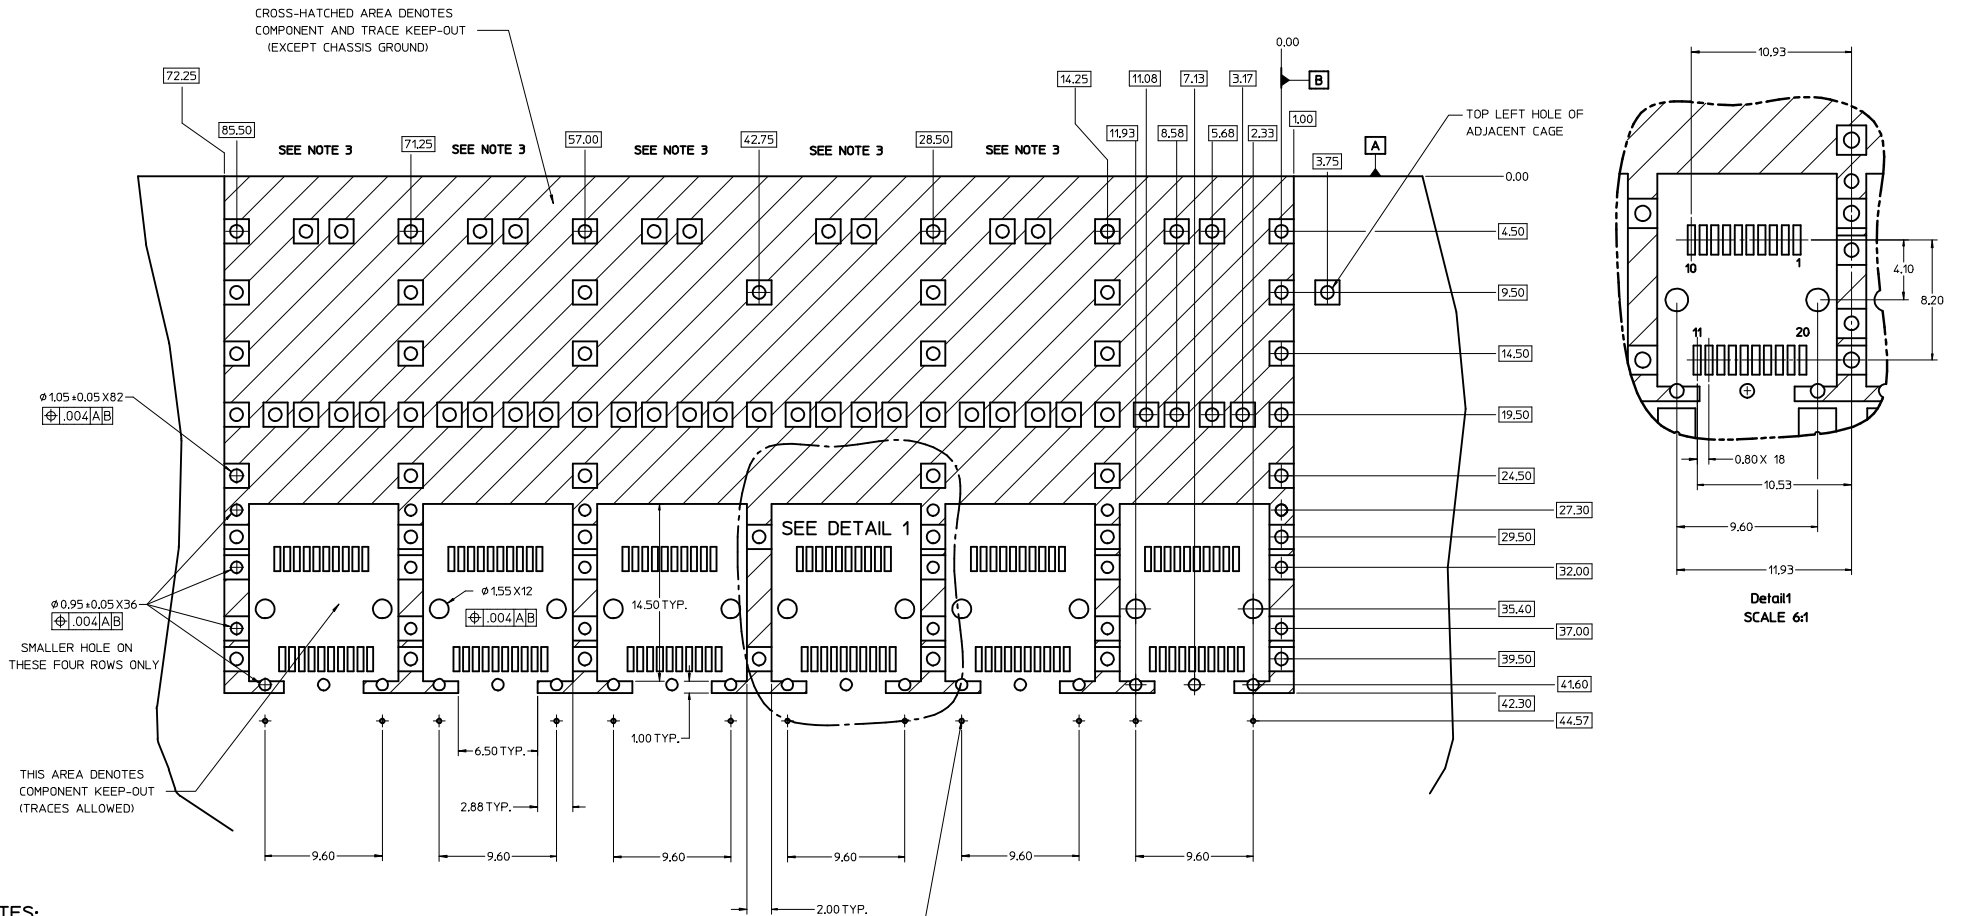 CROSS-HATCHED AREA DENOTES
COMPONENT AND TRACE KEEP-OUT
(EXCEPT CHASSIS GROUND)
0.00
10.93
72.25
14.25
11.08
7.13
3.17
B
TOP LEFT HOLE OF
ADJACENT CAGE
85.50
SEE NOTE 3
71.25
SEE NOTE 3
57.00
SEE NOTE 3
42.75
SEE NOTE 3
28.50
SEE NOTE 3
11.93
8.58
5.68
2.33
1.00
A
3.75
0.00
4.50
9.50
14.50
19.50
24.50
27.30
29.50
32.00
35.40
37.00
39.50
41.60
42.30
44.57
10
1
4.10
8.20
11
20
0.80 X 18
10.53
9.60
11.93
Detail1
SCALE 6:1
ø1.05 ±0.05 X82
⌖ .004 A B
SEE DETAIL 1
ø0.95 ±0.05 X36
⌖ .004 A B
SMALLER HOLE ON
THESE FOUR ROWS ONLY
ø1.55 X12
⌖ .004 A B
14.50 TYP.
1.00 TYP.
6.50 TYP.
2.88 TYP.
THIS AREA DENOTES
COMPONENT KEEP-OUT
(TRACES ALLOWED)
9.60
9.60
9.60
9.60
9.60
9.60
2.00 TYP.
TES: